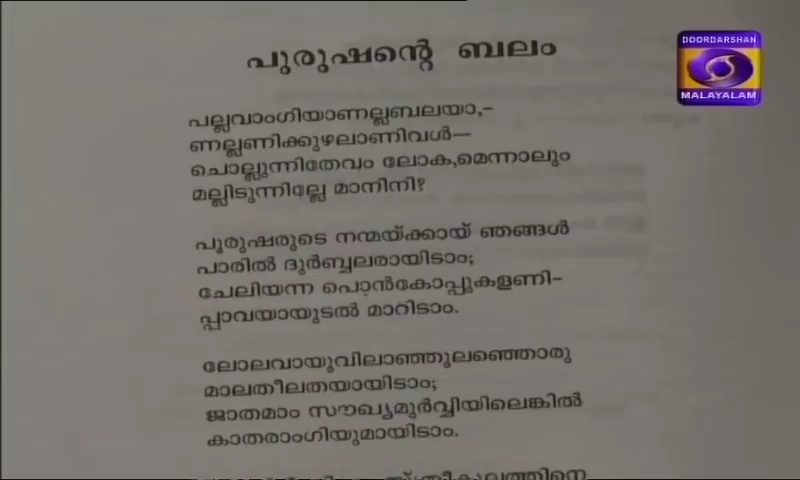 പുരുഷന്റെ ബലം
DOORDARSHAN
MALAYALAM
പല്ലവാംഗിയാണല്ലബലയാ,–
ണല്ലണിക്കുഴലാണിവൾ—
ചൊല്ലുന്നിതേവം ലോക,മെന്നാലും
മല്ലിടുന്നില്ലേ മാനിനി?
പൂരുഷരുടെ നന്മയ്ക്കായ് ഞങ്ങൾ
പാരിൽ ദുർബ്ബലരായിടാം;
ചേലിയന്ന പൊൻകോപ്പുകളണി–
പ്പാവയായുടൽ മാറിടാം.
ലോലവായുവിലാഞ്ഞുലഞ്ഞൊരു
മാലതീലതയായിടാം;
ജാതമാം സൗഖ്യമുർവ്വിയിലെങ്കിൽ
കാതരാംഗിയുമായിടാം.